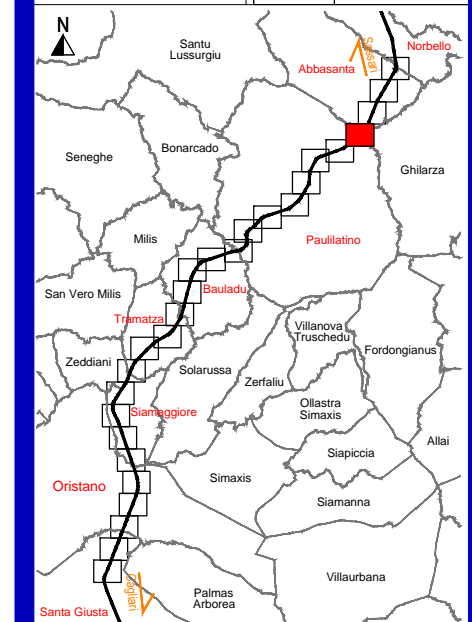 N
Santu
Lussurgiu
Norbello
Abbasanta
Sassari
Seneghe
Bonarcado
Ghilarza
Milis
Paulilatino
San Vero Milis
Bauladu
Tramatza
Villanova
Truschedu
Fordongianus
Zeddiani
Solarussa
Zerfaliu
Ollastra
Simaxis
Siamaggiore
Allai
Siapiccia
Simaxis
Oristano
Siamanna
Villaurbana
Cagliari
Palmas
Arborea
Santa Giusta